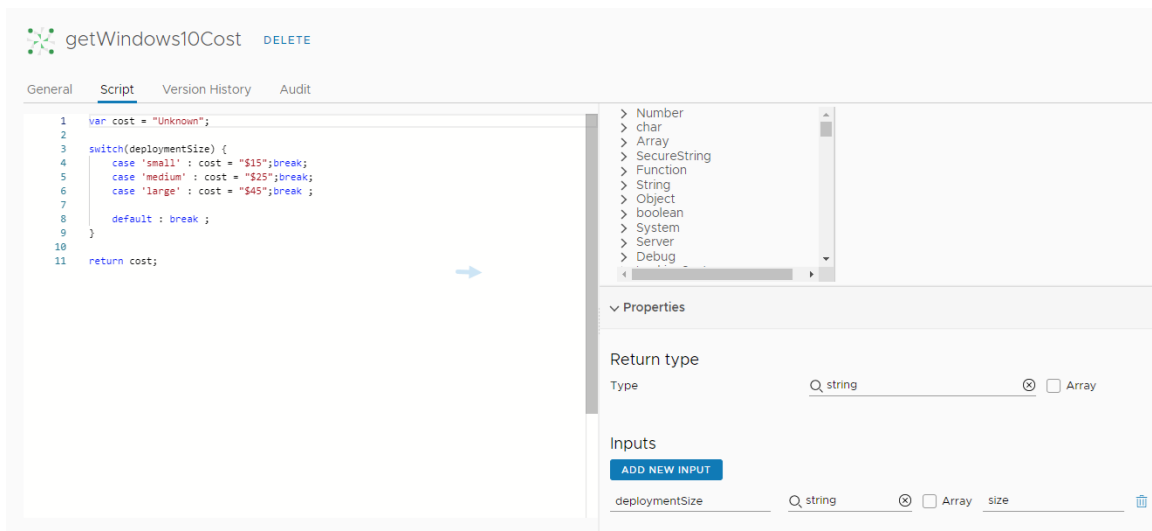 getWindows10Cost DELETE
General Script Version History Audit
1 var cost = "Unknown";
2
3 switch(deploymentSize) {
4 case 'small' : cost = "$15";break;
5 case 'medium' : cost = "$25";break;
6 case 'large' : cost = "$45";break ;
7
8 default : break ;
9 }
10
11 return cost;
Number
char
Array
SecureString
Function
String
Object
boolean
System
Server
Debug
Properties
Return type
Type string Array
Inputs
ADD NEW INPUT
deploymentSize string Array size